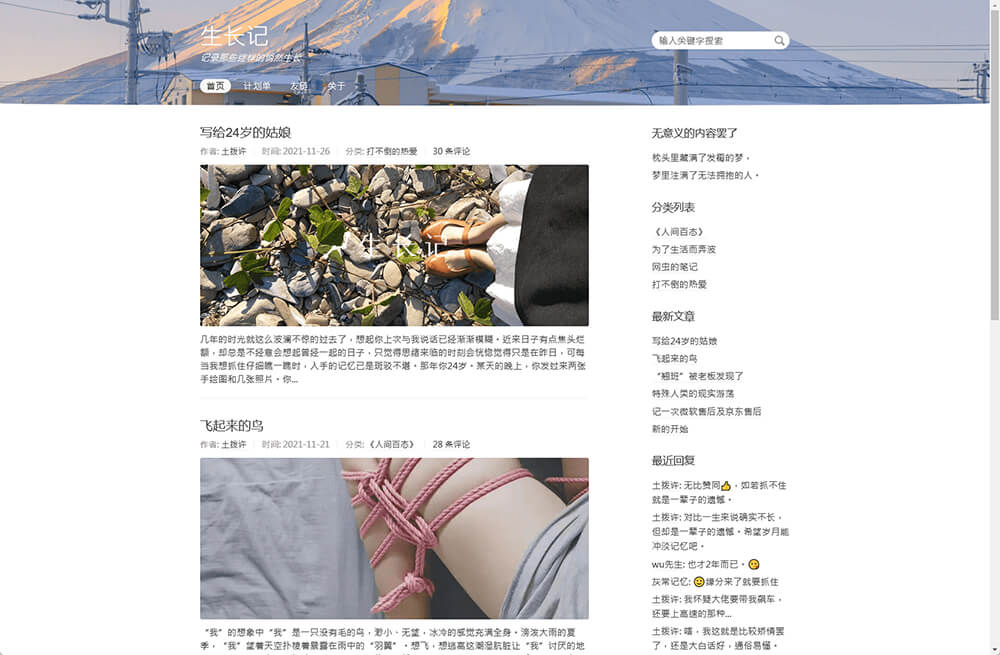 生长记
输入关键字搜索
首页 计划单 友链 关于
写给24岁的姑娘
作者: 土拨许 时间: 2021-11-26 分类: 打不倒的热爱 30 条评论
生长记
几年的时光就这么波澜不惊的过去了，想起你上次与我说话已经渐渐模糊。近来日子有点焦头烂
额，却总是不经意会想起曾经一起的日子，只觉得思绪来临的时刻会恍惚觉得只是在昨日，可每
当我想抓住仔细瞧一瞧时，入手的记忆已是斑驳不堪。那年你24岁。某天的晚上，你发过来两张
手绘图和几张照片。你...
飞起来的鸟
作者: 土拨许 时间: 2021-11-21 分类: 《人间百态》 28 条评论
“我”的想象中“我”是一只没有毛的鸟，渺小、无望，冰冷的感觉充满全身。滂泼大雨的夏
季，“我”望着天空扑棱着暴露在雨中的“羽翼”。想飞，想逃离这潮湿肮脏让“我”讨厌的地
无意义的内容罢了
枕头里藏满了发霉的梦，
梦里注满了无法拥抱的人。
分类列表
《人间百态》
为了生活而弄波
网虫的笔记
打不倒的热爱
最新文章
写给24岁的姑娘
飞起来的鸟
“翘班”被老板发现了
特殊人类的现实游荡
记一次微软售后及京东售后
新的开始
最近回复
土拨许: 无比赞同👍，如若抓不住
就是一辈子的遗憾。
土拨许: 对比一生来说确实不长，
但却是一辈子的遗憾。希望岁月能
冲淡记忆吧。
wu先生: 也才2年而已。
灰常记忆: 缘分来了就要抓住
土拨许: 我怀疑大佬要带我飙车，
还要上高速的那种...
土拨许: 嘻，我这就是比较矫情罢
了，还是大白话好，通俗易懂。